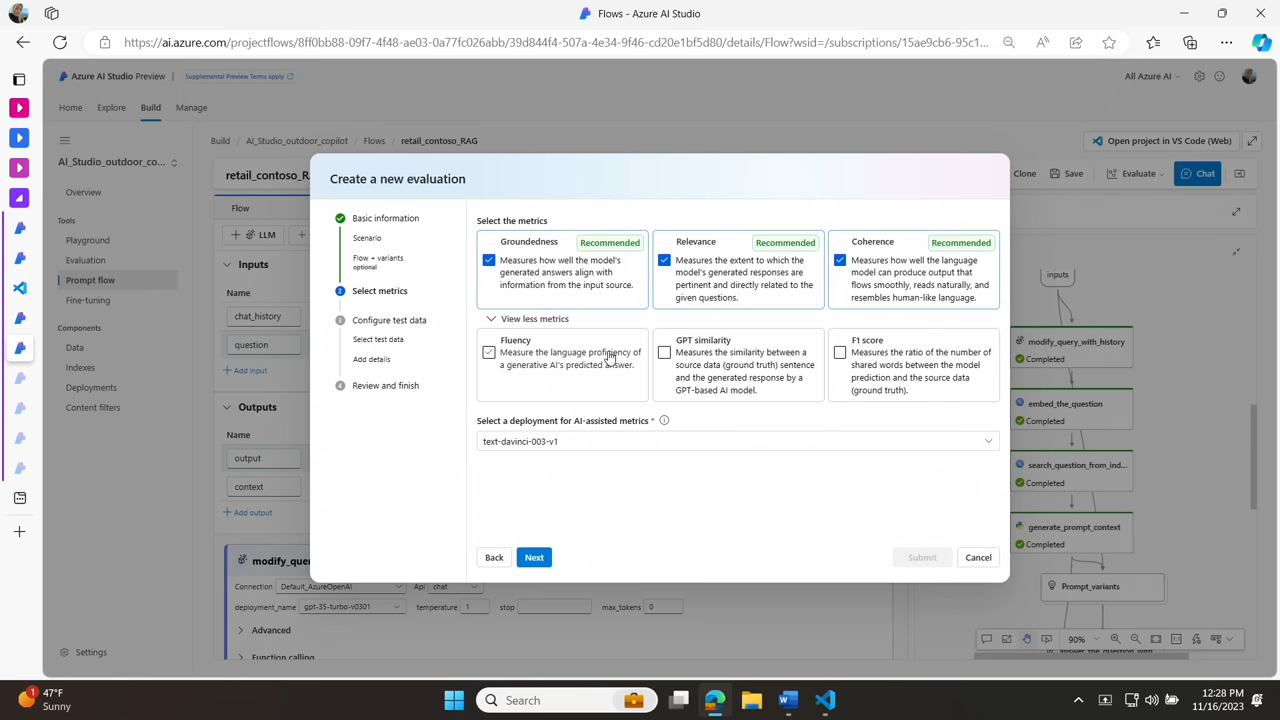 Flows - Azure AI Studio
https://ai.azure.com/projectflows/8ff0bb88-09f7-4f48-ae03-0a77fc026abb/39d844f4-507a-4e34-9f46-cd20e1bf5d80/details/Flow?wsid=/subscriptions/15ae9cb6-95c1...
Azure AI Studio Preview
Supplemental Preview Terms apply
All Azure AI
Home Explore Build Manage
Build / AI_Studio_outdoor_copilot / Flows / retail_contoso_RAG
Open project in VS Code (Web)
AI_Studio_outdoor_co...
Overview
Tools
Playground
Evaluation
Prompt flow
Fine-tuning
Components
Data
Indexes
Deployments
Content filters
Settings
retail_contoso_R
Clone Save Evaluate Chat
Flow
LLM
Inputs
Name
chat_history
question
Add input
Outputs
Name
output
context
Add output
modify_que
Connection Default_AzureOpenAI Api chat
deployment_name gpt-35-turbo-v0301 temperature 1 stop max_tokens 0
Advanced
Function calling
Create a new evaluation
Basic information
Scenario
Flow + variants
optional
2 Select metrics
3 Configure test data
Select test data
Add details
4 Review and finish
Select the metrics
Groundedness Recommended
Measures how well the model's
generated answers align with
information from the input source.
Relevance Recommended
Measures the extent to which the
model's generated responses are
pertinent and directly related to the
given questions.
Coherence Recommended
Measures how well the language
model can produce output that
flows smoothly, reads naturally, and
resembles human-like language.
View less metrics
Fluency
Measure the language proficiency of
a generative AI's predicted answer.
GPT similarity
Measures the similarity between a
source data (ground truth) sentence
and the generated response by a
GPT-based AI model.
F1 score
Measures the ratio of the number of
shared words between the model
prediction and the source data
(ground truth).
Select a deployment for AI-assisted metrics *
text-davinci-003-v1
Back Next Submit Cancel
inputs
modify_query_with_history
Completed
embed_the_question
Completed
search_question_from_ind...
Completed
generate_prompt_context
Completed
Prompt_variants
90%
answer_the_question_with
1
47°F
Sunny
Search
12:28 PM
11/16/2023